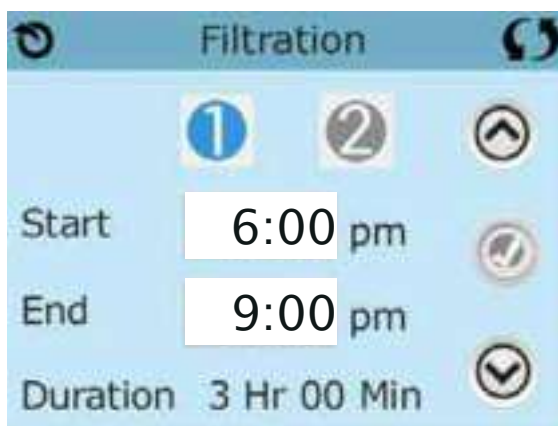 Filtration
1 2
Start 6:00 pm
End 9:00 pm
Duration 3 Hr 00 Min